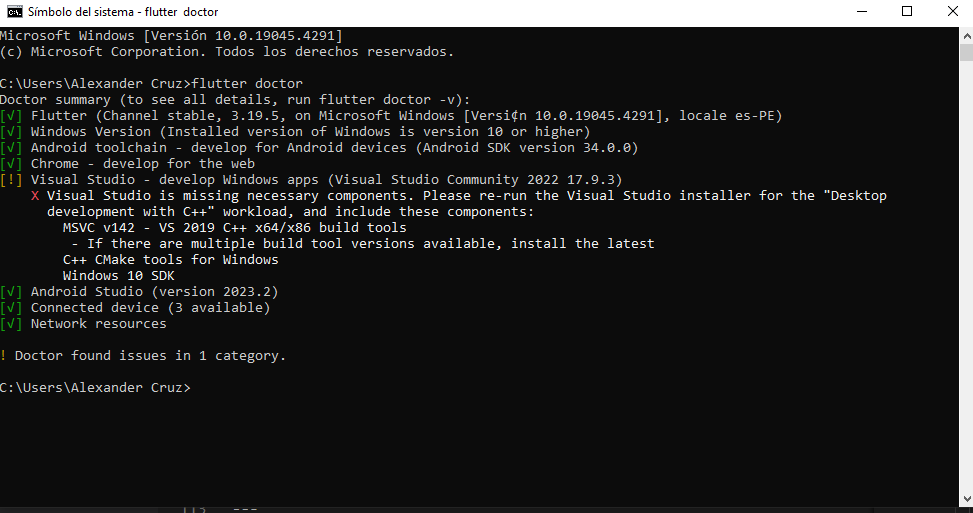 Símbolo del sistema - flutter doctor
Microsoft Windows [Versión 10.0.19045.4291]
(c) Microsoft Corporation. Todos los derechos reservados.
C:\Users\Alexander Cruz>flutter doctor
Doctor summary (to see all details, run flutter doctor -v):
[√] Flutter (Channel stable, 3.19.5, on Microsoft Windows [Versi¢n 10.0.19045.4291], locale es-PE)
[√] Windows Version (Installed version of Windows is version 10 or higher)
[√] Android toolchain - develop for Android devices (Android SDK version 34.0.0)
[√] Chrome - develop for the web
[!] Visual Studio - develop Windows apps (Visual Studio Community 2022 17.9.3)
X Visual Studio is missing necessary components. Please re-run the Visual Studio installer for the "Desktop
development with C++" workload, and include these components:
MSVC v142 - VS 2019 C++ x64/x86 build tools
- If there are multiple build tool versions available, install the latest
C++ CMake tools for Windows
Windows 10 SDK
[√] Android Studio (version 2023.2)
[√] Connected device (3 available)
[√] Network resources
! Doctor found issues in 1 category.
C:\Users\Alexander Cruz>